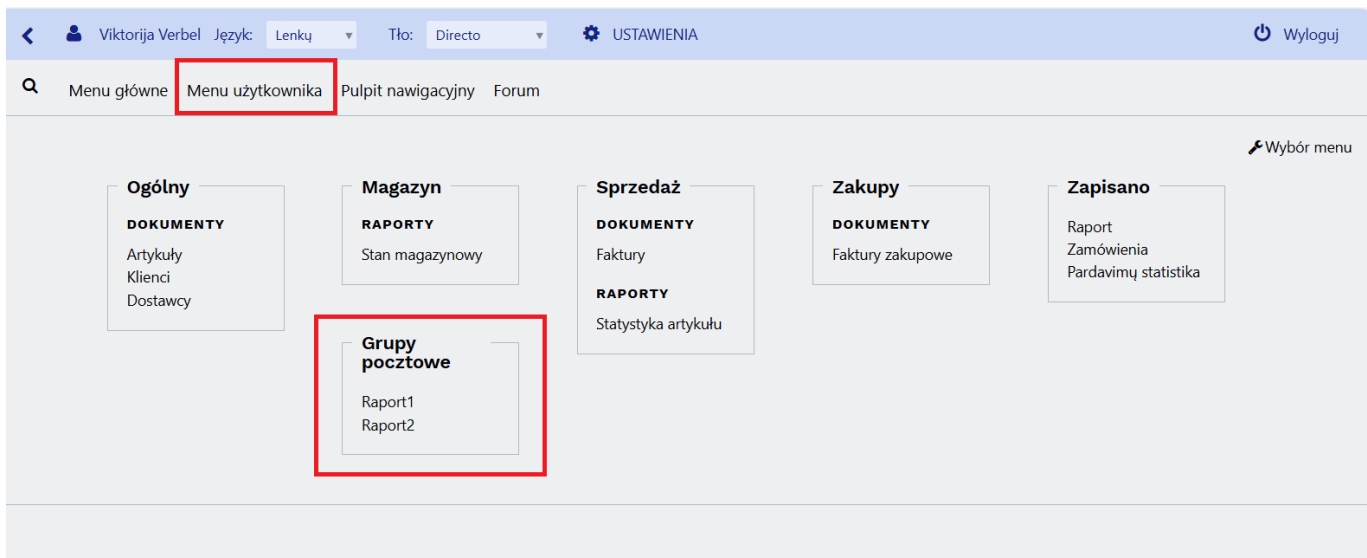 Viktorija Verbel Język: Lenkų Tło: Directo USTAWIENIA Wyloguj
Menu główne Menu użytkownika Pulpit nawigacyjny Forum
Wybór menu
Ogólny
DOKUMENTY
Artykuły
Klienci
Dostawcy
Magazyn
RAPORTY
Stan magazynowy
Grupy
pocztowe
Raport1
Raport2
Sprzedaż
DOKUMENTY
Faktury
RAPORTY
Statystyka artykułu
Zakupy
DOKUMENTY
Faktury zakupowe
Zapisano
Raport
Zamówienia
Pardavimų statistika